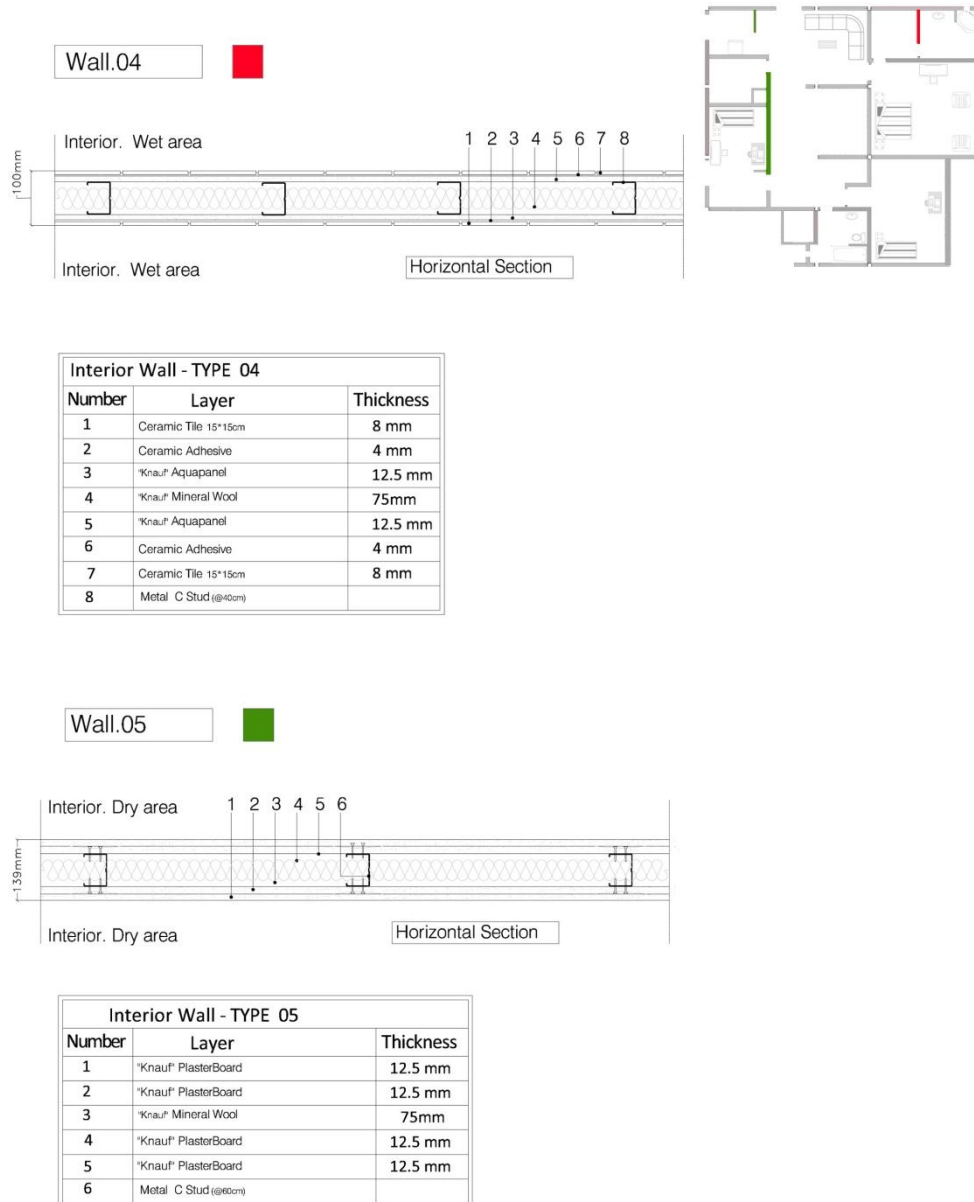 Wall.04
Interior. Wet area
1 2 3 4 5 6 7 8
100mm
Interior. Wet area
Horizontal Section
Interior Wall - TYPE 04
Number Layer Thickness
1 Ceramic Tile 15*15cm 8 mm
2 Ceramic Adhesive 4 mm
3 "Knauf" Aquapanel 12.5 mm
4 "Knauf" Mineral Wool 75mm
5 "Knauf" Aquapanel 12.5 mm
6 Ceramic Adhesive 4 mm
7 Ceramic Tile 15*15cm 8 mm
8 Metal C Stud (@40cm)
Wall.05
Interior. Dry area
1 2 3 4 5 6
139mm
Interior. Dry area
Horizontal Section
Interior Wall - TYPE 05
Number Layer Thickness
1 "Knauf" PlasterBoard 12.5 mm
2 "Knauf" PlasterBoard 12.5 mm
3 "Knauf" Mineral Wool 75mm
4 "Knauf" PlasterBoard 12.5 mm
5 "Knauf" PlasterBoard 12.5 mm
6 Metal C Stud (@60cm)